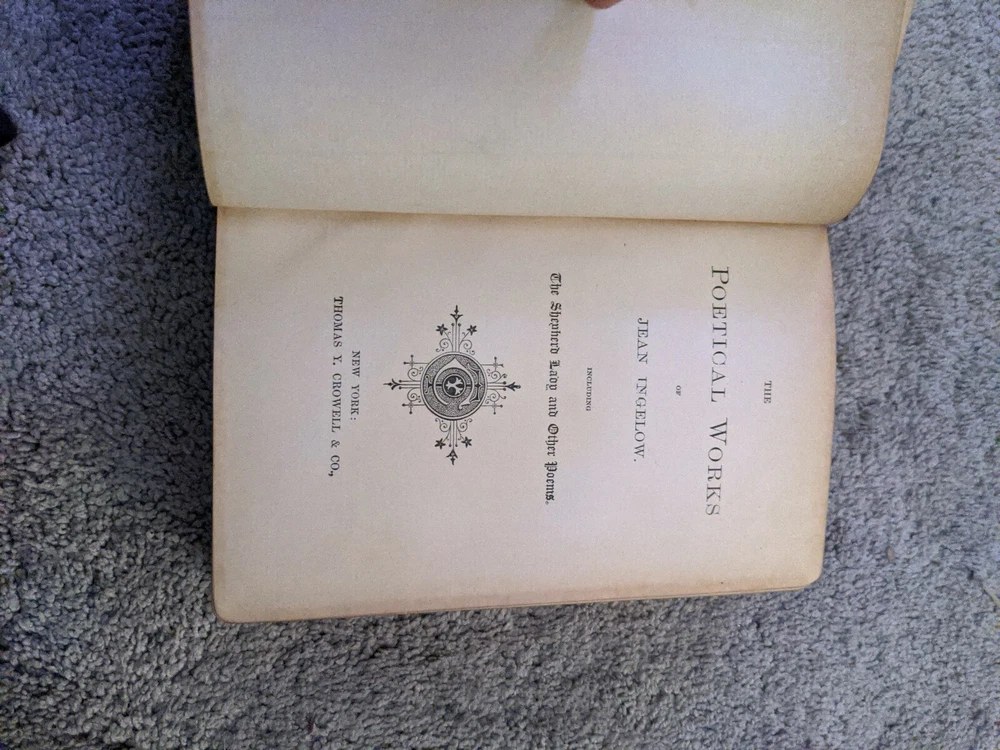 THE
POETICAL WORKS
OF
JEAN INGELOW.
INCLUDING
The Shepherd Lady and Other Poems.
NEW YORK:
THOMAS Y. CROWELL & CO.,